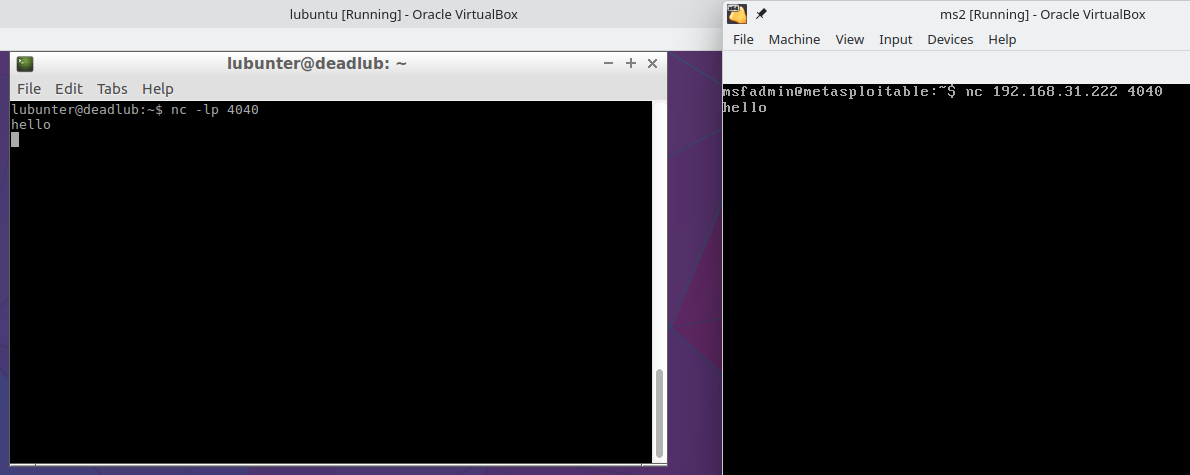 lubuntu [Running] - Oracle VirtualBox
lubunter@deadlub: ~
File Edit Tabs Help
lubunter@deadlub:~$ nc -lp 4040
hello
ms2 [Running] - Oracle VirtualBox
File Machine View Input Devices Help
msfadmin@metasploitable:~$ nc 192.168.31.222 4040
hello